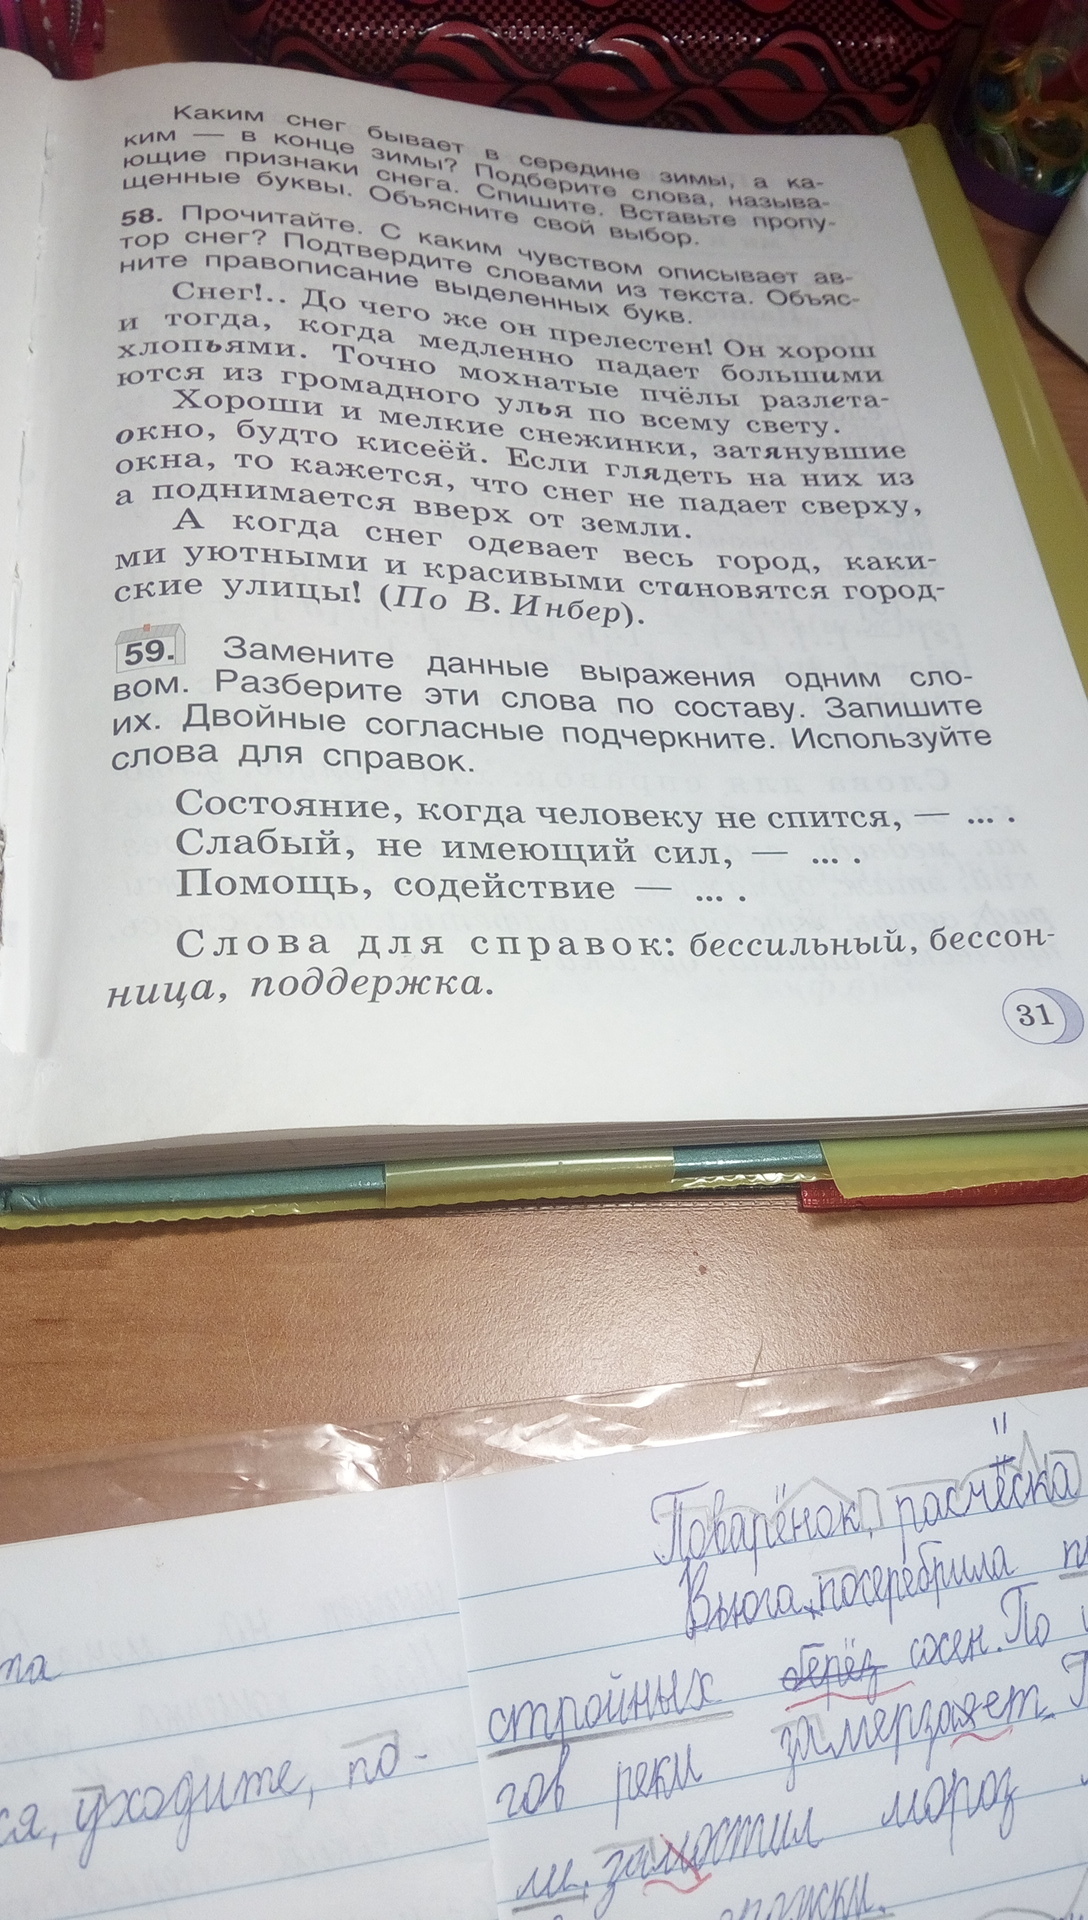 Каким снег бывает в середине зимы, а ка-
ким — в конце зимы? Подберите слова, называ-
ющие признаки снега. Спишите. Вставьте пропу-
щенные буквы. Объясните свой выбор.
58. Прочитайте. С каким чувством описывает ав-
тор снег? Подтвердите словами из текста. Объяс-
ните правописание выделенных букв.
Снег!.. До чего же он прелестен! Он хорош
и тогда, когда медленно падает большими
хлопьями. Точно мохнатые пчёлы разлета-
ются из громадного улья по всему свету.
Хороши и мелкие снежинки, затянувшие
окно, будто кисеёй. Если глядеть на них из
окна, то кажется, что снег не падает сверху,
а поднимается вверх от земли.
А когда снег одевает весь город, каки-
ми уютными и красивыми становятся город-
ские улицы! (По В. Инбер).
59. Замените данные выражения одним сло-
вом. Разберите эти слова по составу. Запишите
их. Двойные согласные подчеркните. Используйте
слова для справок.
Состояние, когда человеку не спится, — ... .
Слабый, не имеющий сил, — ... .
Помощь, содействие — ... .
Слова для справок: бессильный, бессон-
ница, поддержка.
31
Поварёнок, расчёска
Вьюга посеребрила
стройных берёз сосен. По
гов реки замерзает.
ли, замостил мороз
ся, уходите, по-